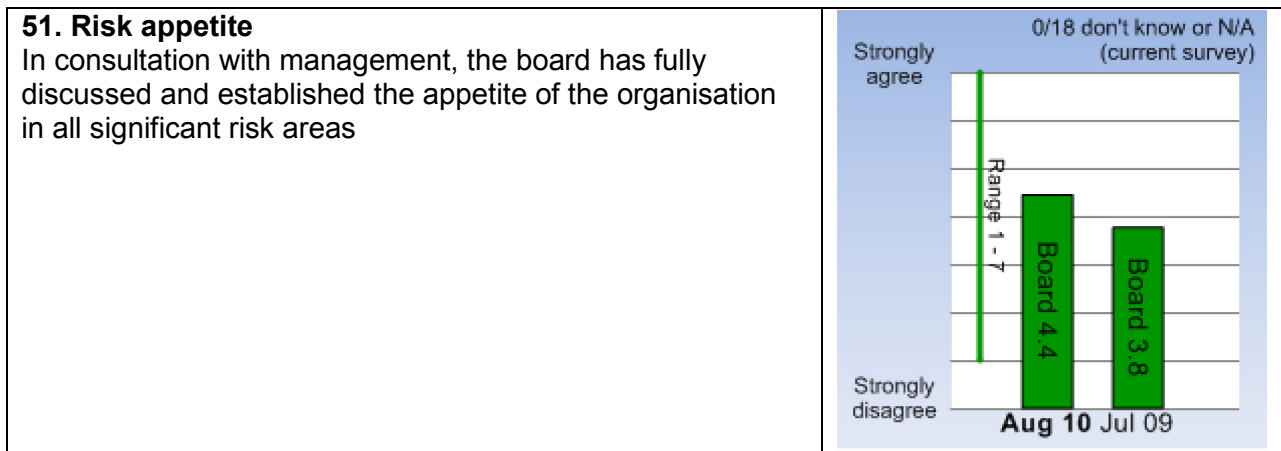 51. Risk appetite
In consultation with management, the board has fully
discussed and established the appetite of the organisation
in all significant risk areas
0/18 don't know or N/A
(current survey)
Strongly
agree
Range 1 - 7
Board 4.4
Board 3.8
Strongly
disagree
Aug 10 Jul 09